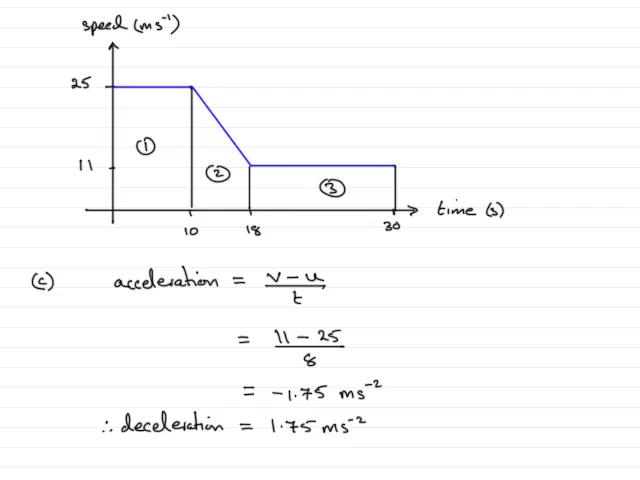 speed (ms⁻¹)
25
①
11
②
③
time (s)
10
18
30
(c) acceleration = v - u / t
= 11 - 25 / 8
= -1.75 ms⁻²
∴ deceleration = 1.75 ms⁻²